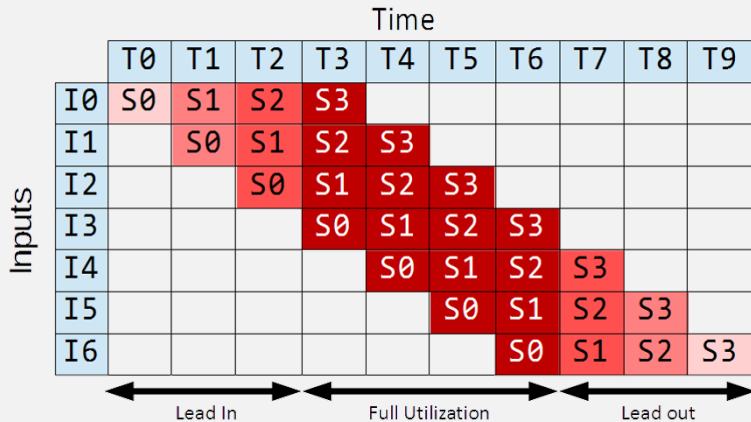 Time
T0 T1 T2 T3 T4 T5 T6 T7 T8 T9
I0 S0 S1 S2 S3
I1 S0 S1 S2 S3
I2 S0 S1 S2 S3
I3 S0 S1 S2 S3
I4 S0 S1 S2 S3
I5 S0 S1 S2 S3
I6 S0 S1 S2 S3
Inputs
Lead In Full Utilization Lead out